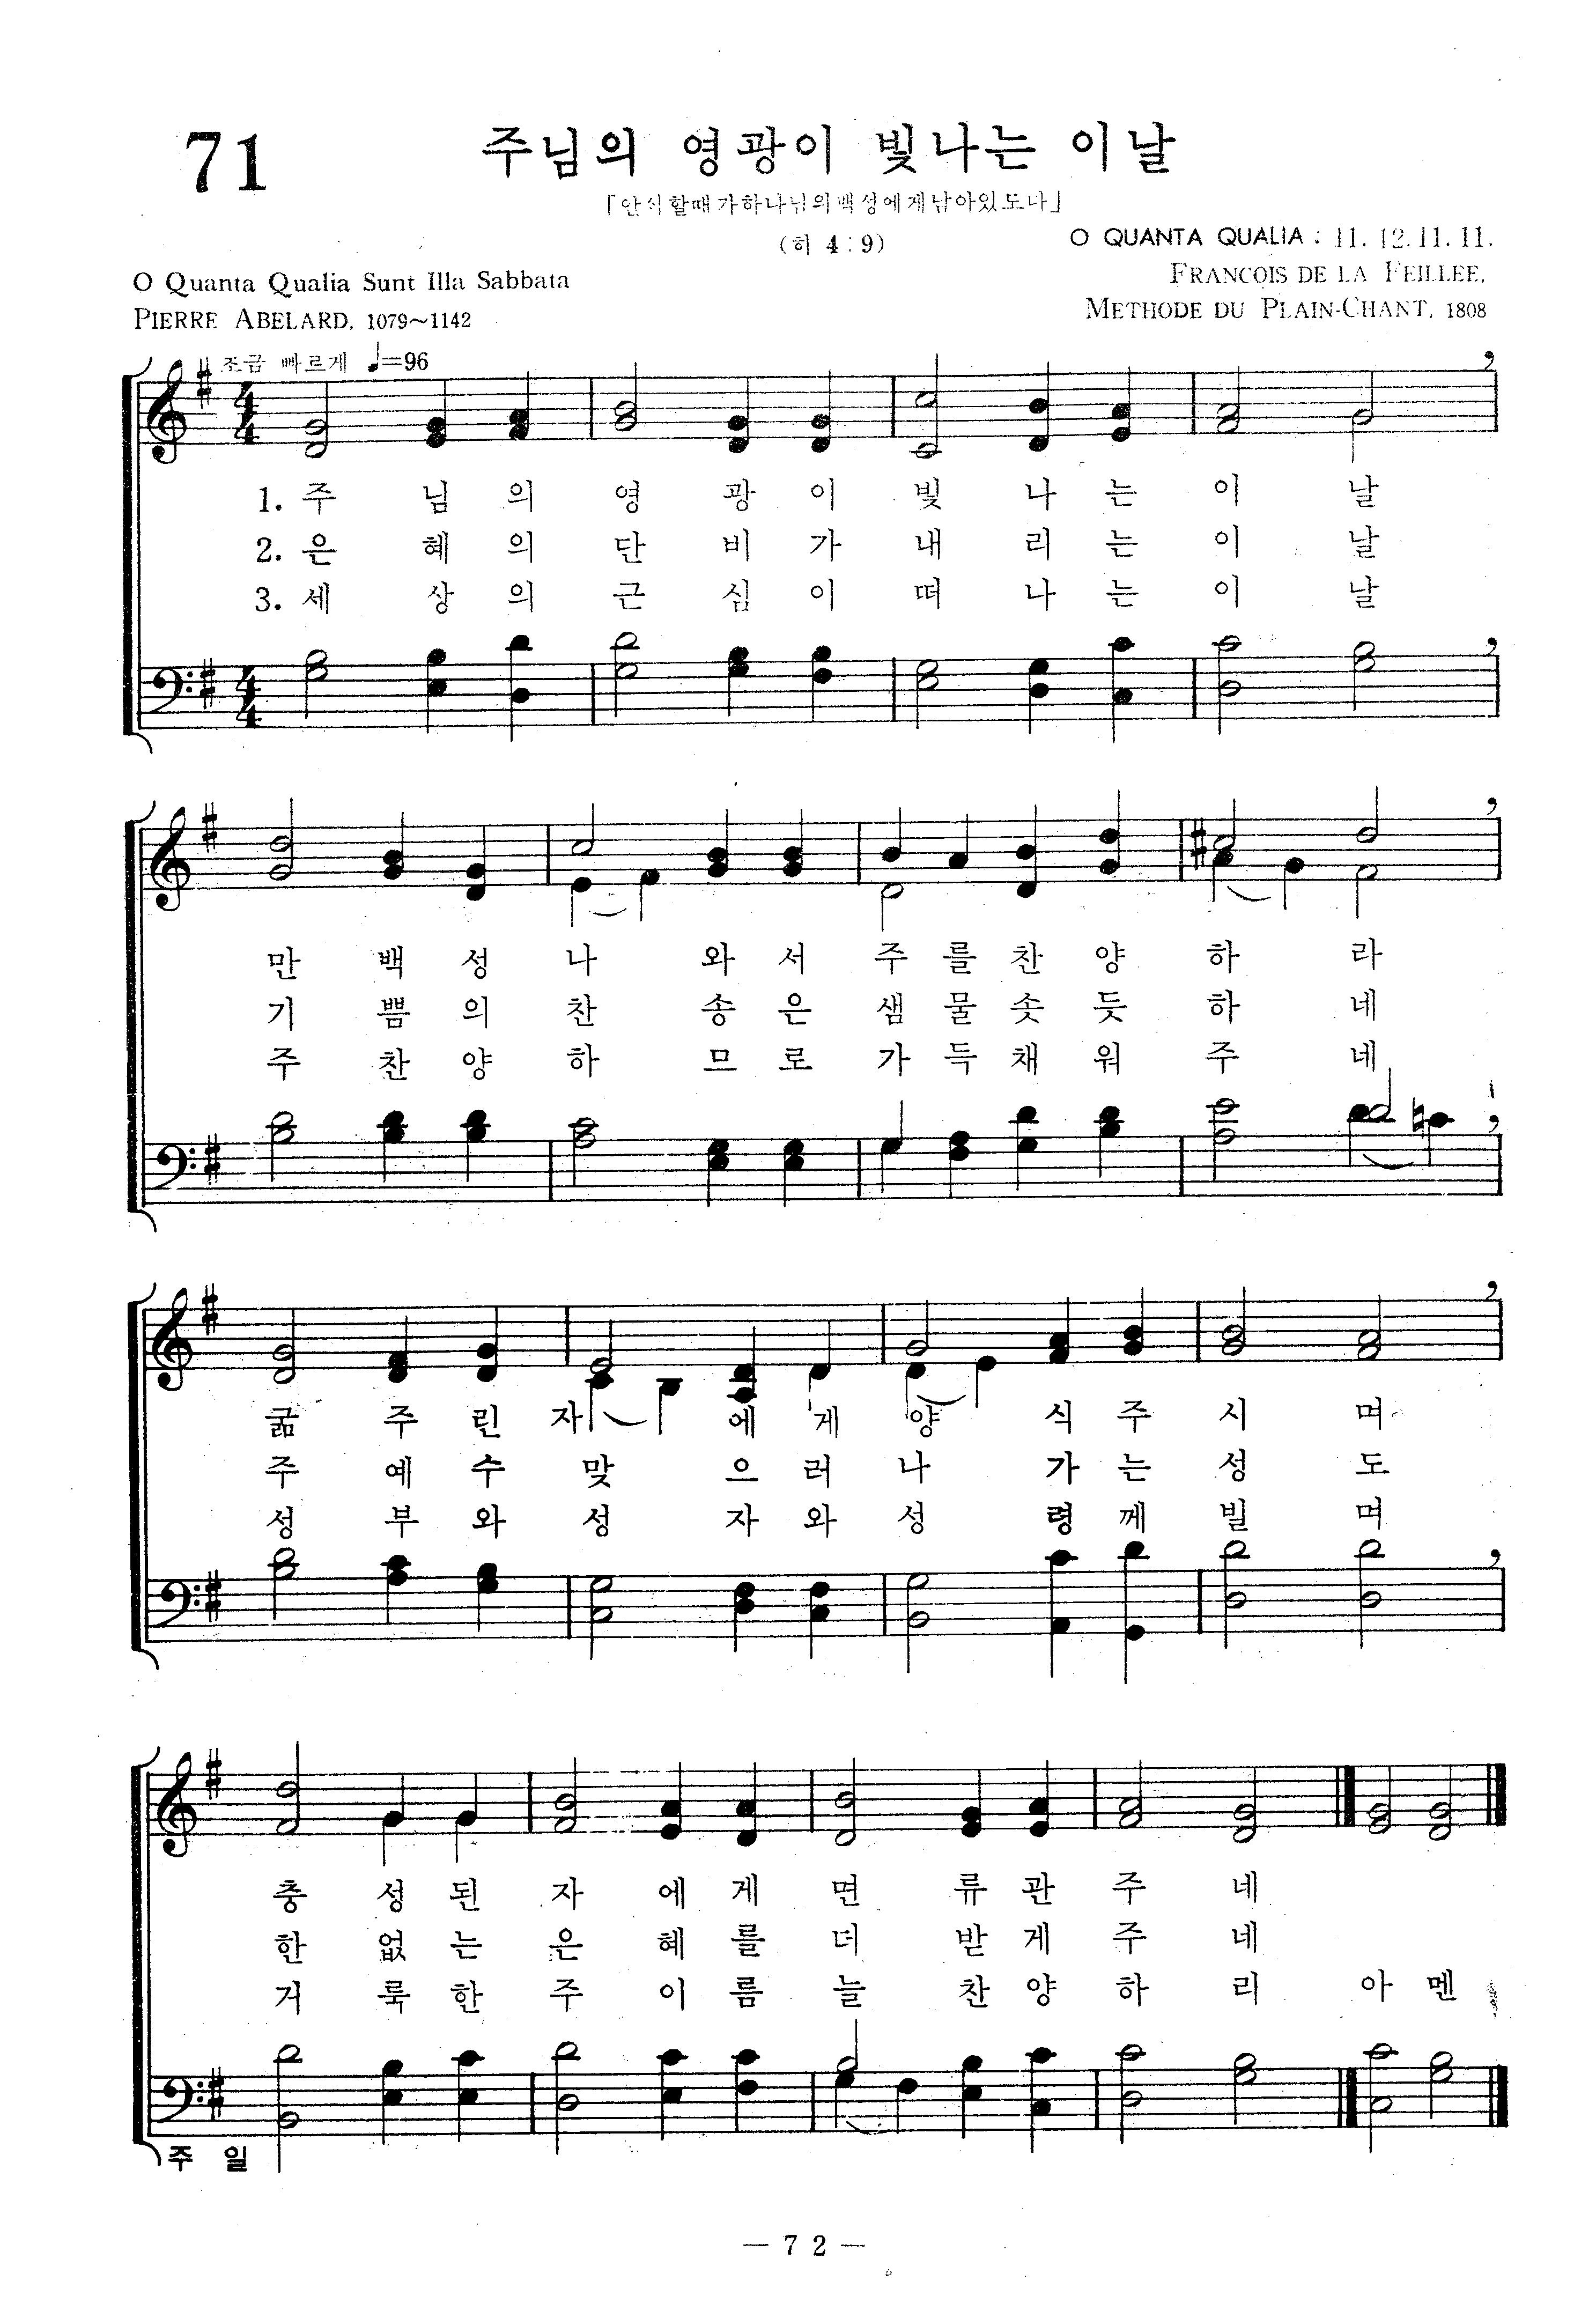 71
주님의 영광이 빛나는 이날
「안식할때가하나님의백성에게남아있도다」
(히 4:9)
O QUANTA QUALIA : 11. 12. 11. 11.
O Quanta Qualia Sunt Illa Sabbata
FRANCOIS DE LA FEILLEE,
PIERRE ABELARD, 1079~1142
METHODE DU PLAIN-CHANT, 1808
조금 빠르게 ♩=96
1. 주 님 의 영 광 이 빛 나 는 이 날
2. 은 혜 의 단 비 가 내 리 는 이 날
3. 세 상 의 근 심 이 떠 나 는 이 날
만 백 성 나 와 서 주 를 찬 양 하 라
기 쁨 의 찬 송 은 샘 물 솟 듯 하 네
주 찬 양 하 므 로 가 득 채 워 주 네
굶 주 린 자 에 게 양 식 주 시 며
주 예 수 맞 으 러 나 가 는 성 도
성 부 와 성 자 와 성 령 께 빌 며
충 성 된 자 에 게 면 류 관 주 네
한 없 는 은 혜 를 더 받 게 주 네
거 룩 한 주 이 름 늘 찬 양 하 리 아 멘
주 일
— 7 2 —